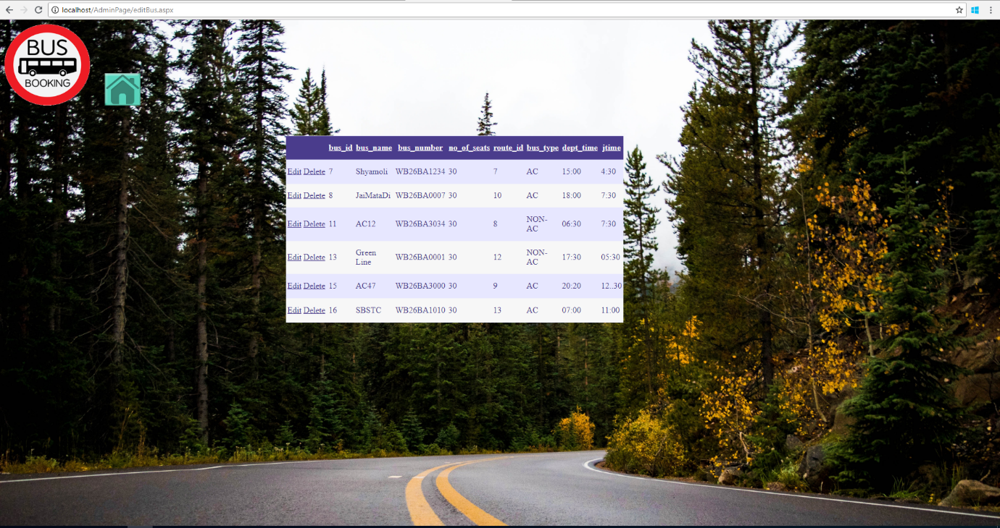 localhost/AdminPage/editBus.aspx
BUS
BOOKING
bus_id bus_name bus_number no_of_seats route_id bus_type dept_time jtime
Edit Delete 7 Shyamoli WB26BA1234 30 7 AC 15:00 4:30
Edit Delete 8 JaiMataDi WB26BA0007 30 10 AC 18:00 7:30
Edit Delete 11 AC12 WB26BA3034 30 8 NON-
AC 06:30 7:30
Edit Delete 13 Green
Line WB26BA0001 30 12 NON-
AC 17:30 05:30
Edit Delete 15 AC47 WB26BA3000 30 9 AC 20:20 12..30
Edit Delete 16 SBSTC WB26BA1010 30 13 AC 07:00 11:00